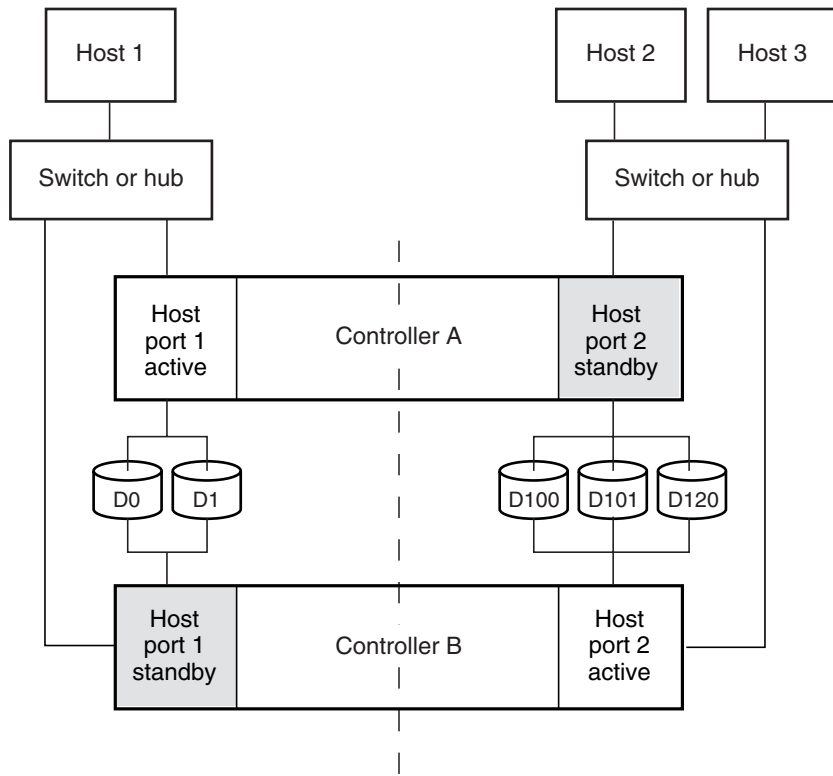 Host 1
Host 2
Host 3
Switch or hub
Switch or hub
Host
port 1
active
Controller A
Host
port 2
standby
D0
D1
D100
D101
D120
Host
port 1
standby
Controller B
Host
port 2
active